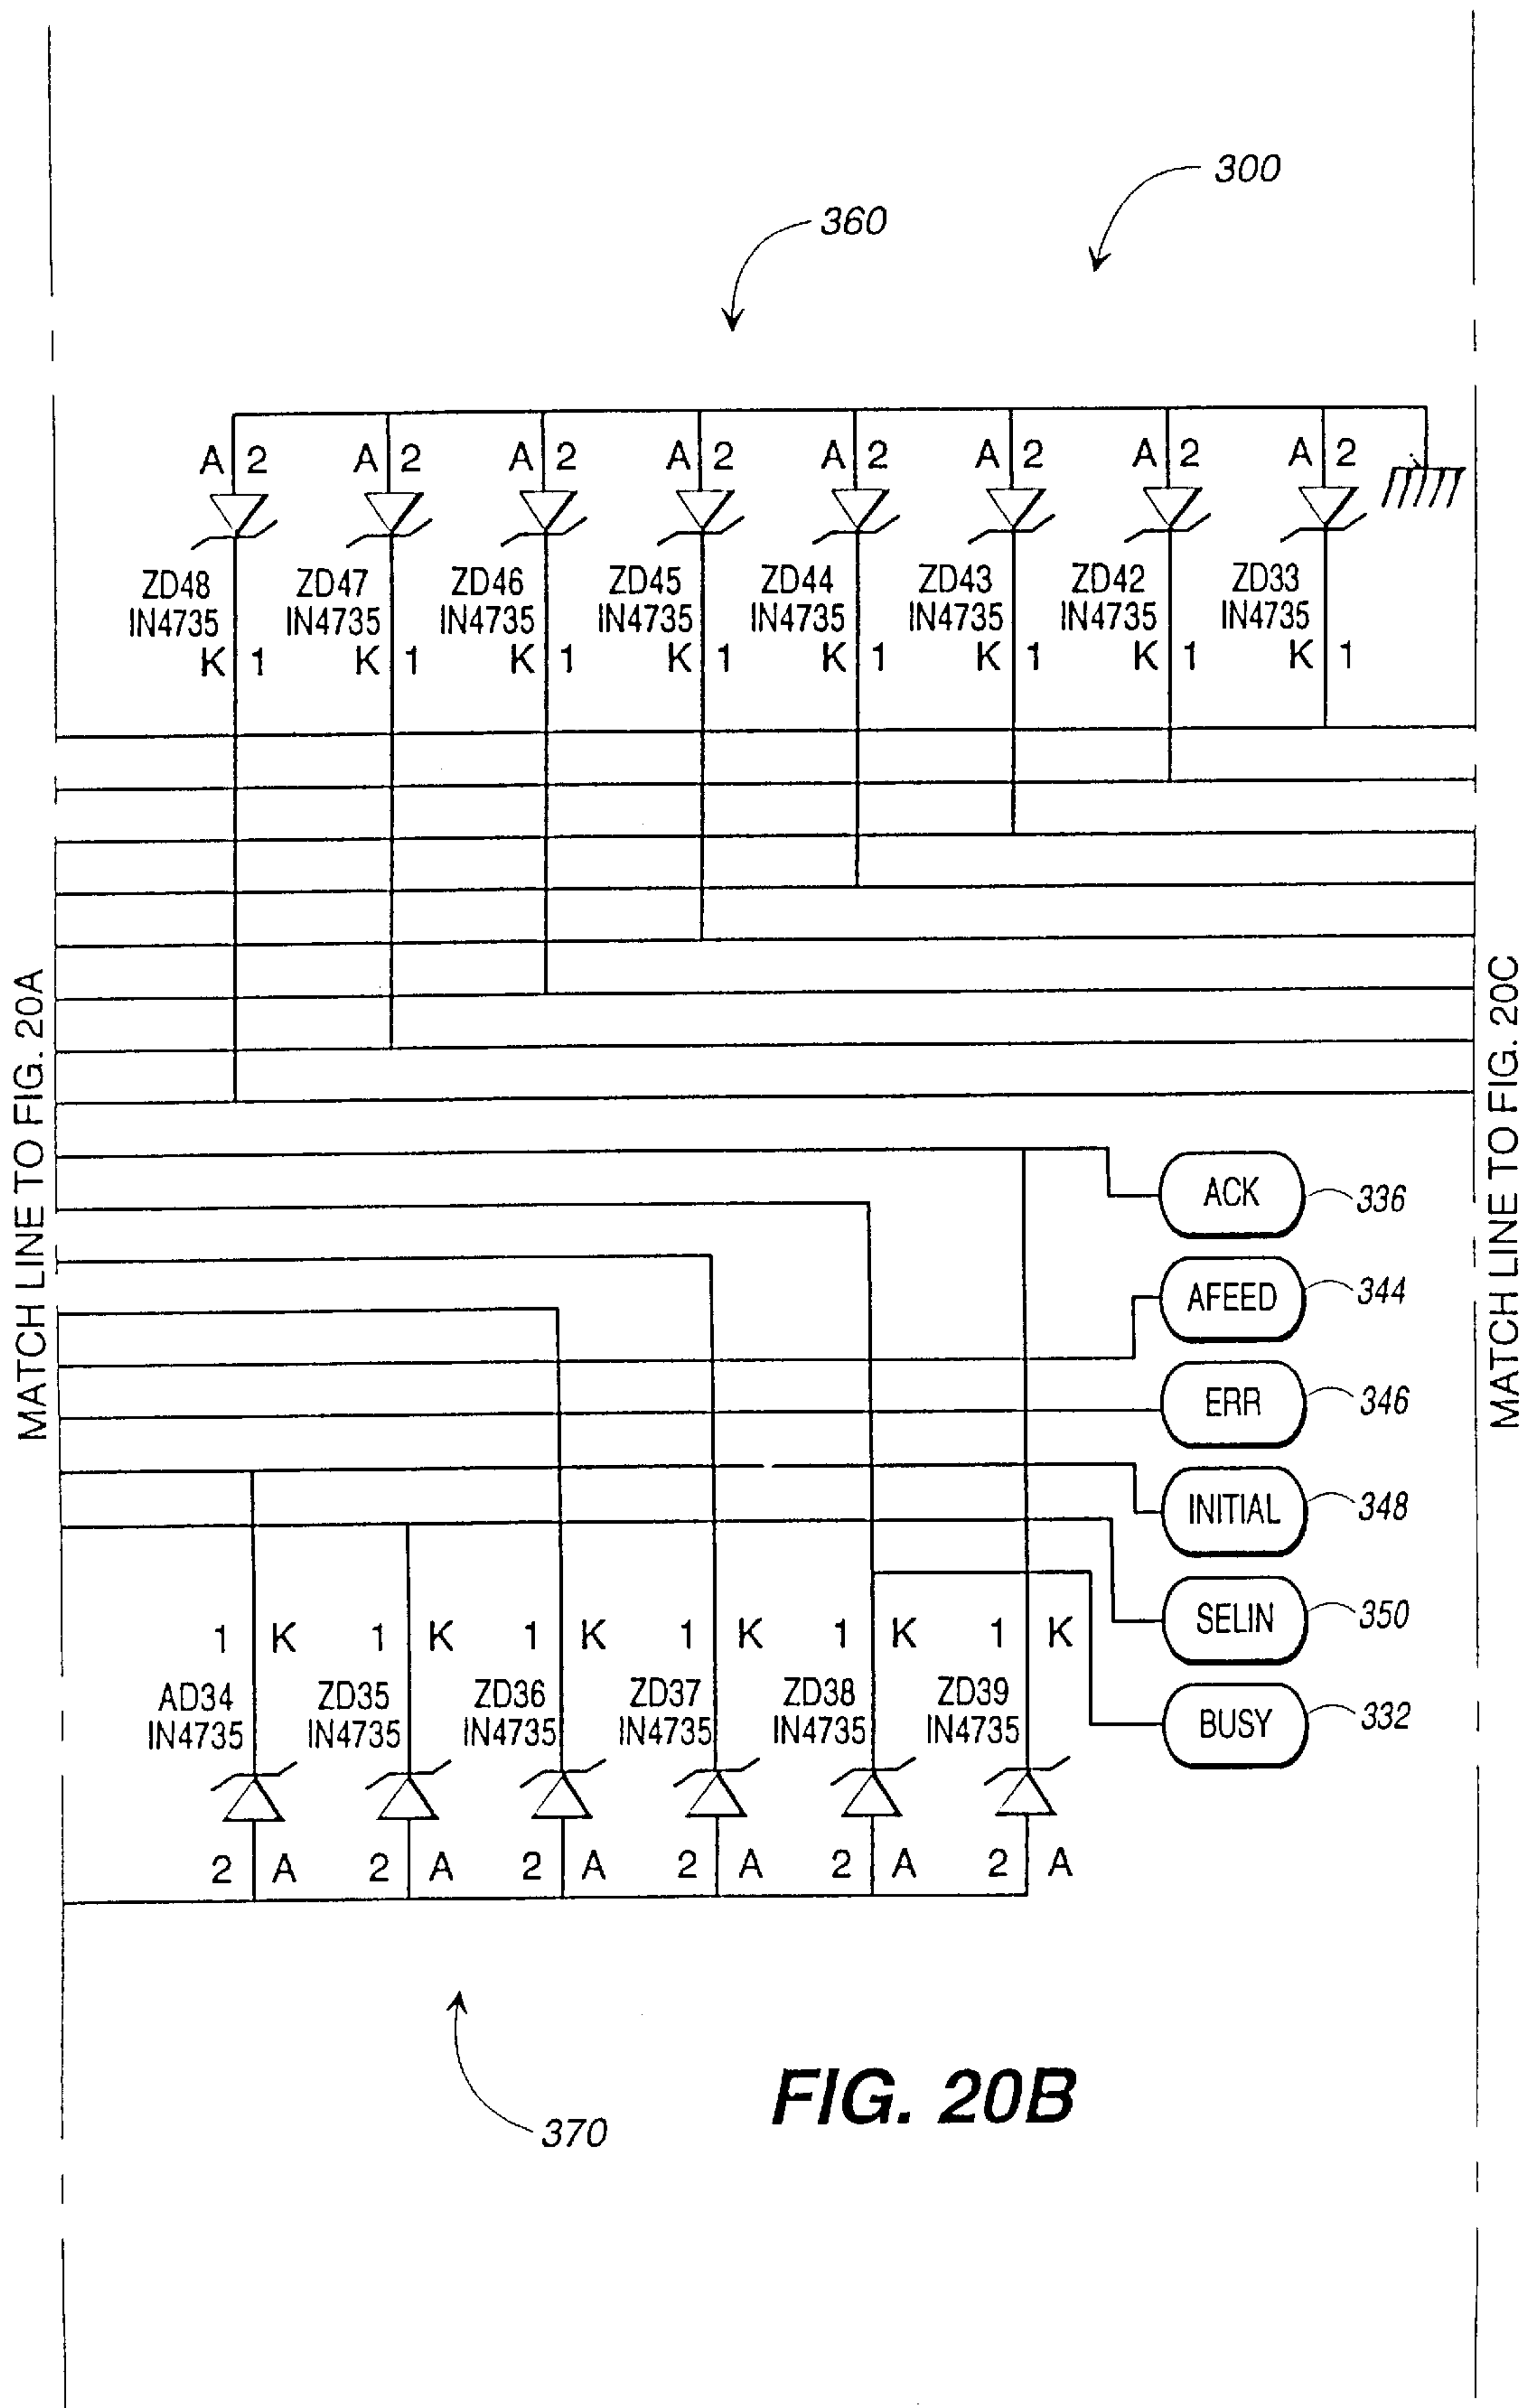 300
360
A 2 A 2 A 2 A 2 A 2 A 2 A 2 A 2
ZD48 ZD47 ZD46 ZD45 ZD44 ZD43 ZD42 ZD33
IN4735 IN4735 IN4735 IN4735 IN4735 IN4735 IN4735 IN4735
K 1 K 1 K 1 K 1 K 1 K 1 K 1 K 1
MATCH LINE TO FIG. 20A
MATCH LINE TO FIG. 20C
ACK 336
AFEED 344
ERR 346
INITIAL 348
SELIN 350
BUSY 332
1 K 1 K 1 K 1 K 1 K 1 K
AD34 ZD35 ZD36 ZD37 ZD38 ZD39
IN4735 IN4735 IN4735 IN4735 IN4735 IN4735
2 A 2 A 2 A 2 A 2 A 2 A
370
FIG. 20B